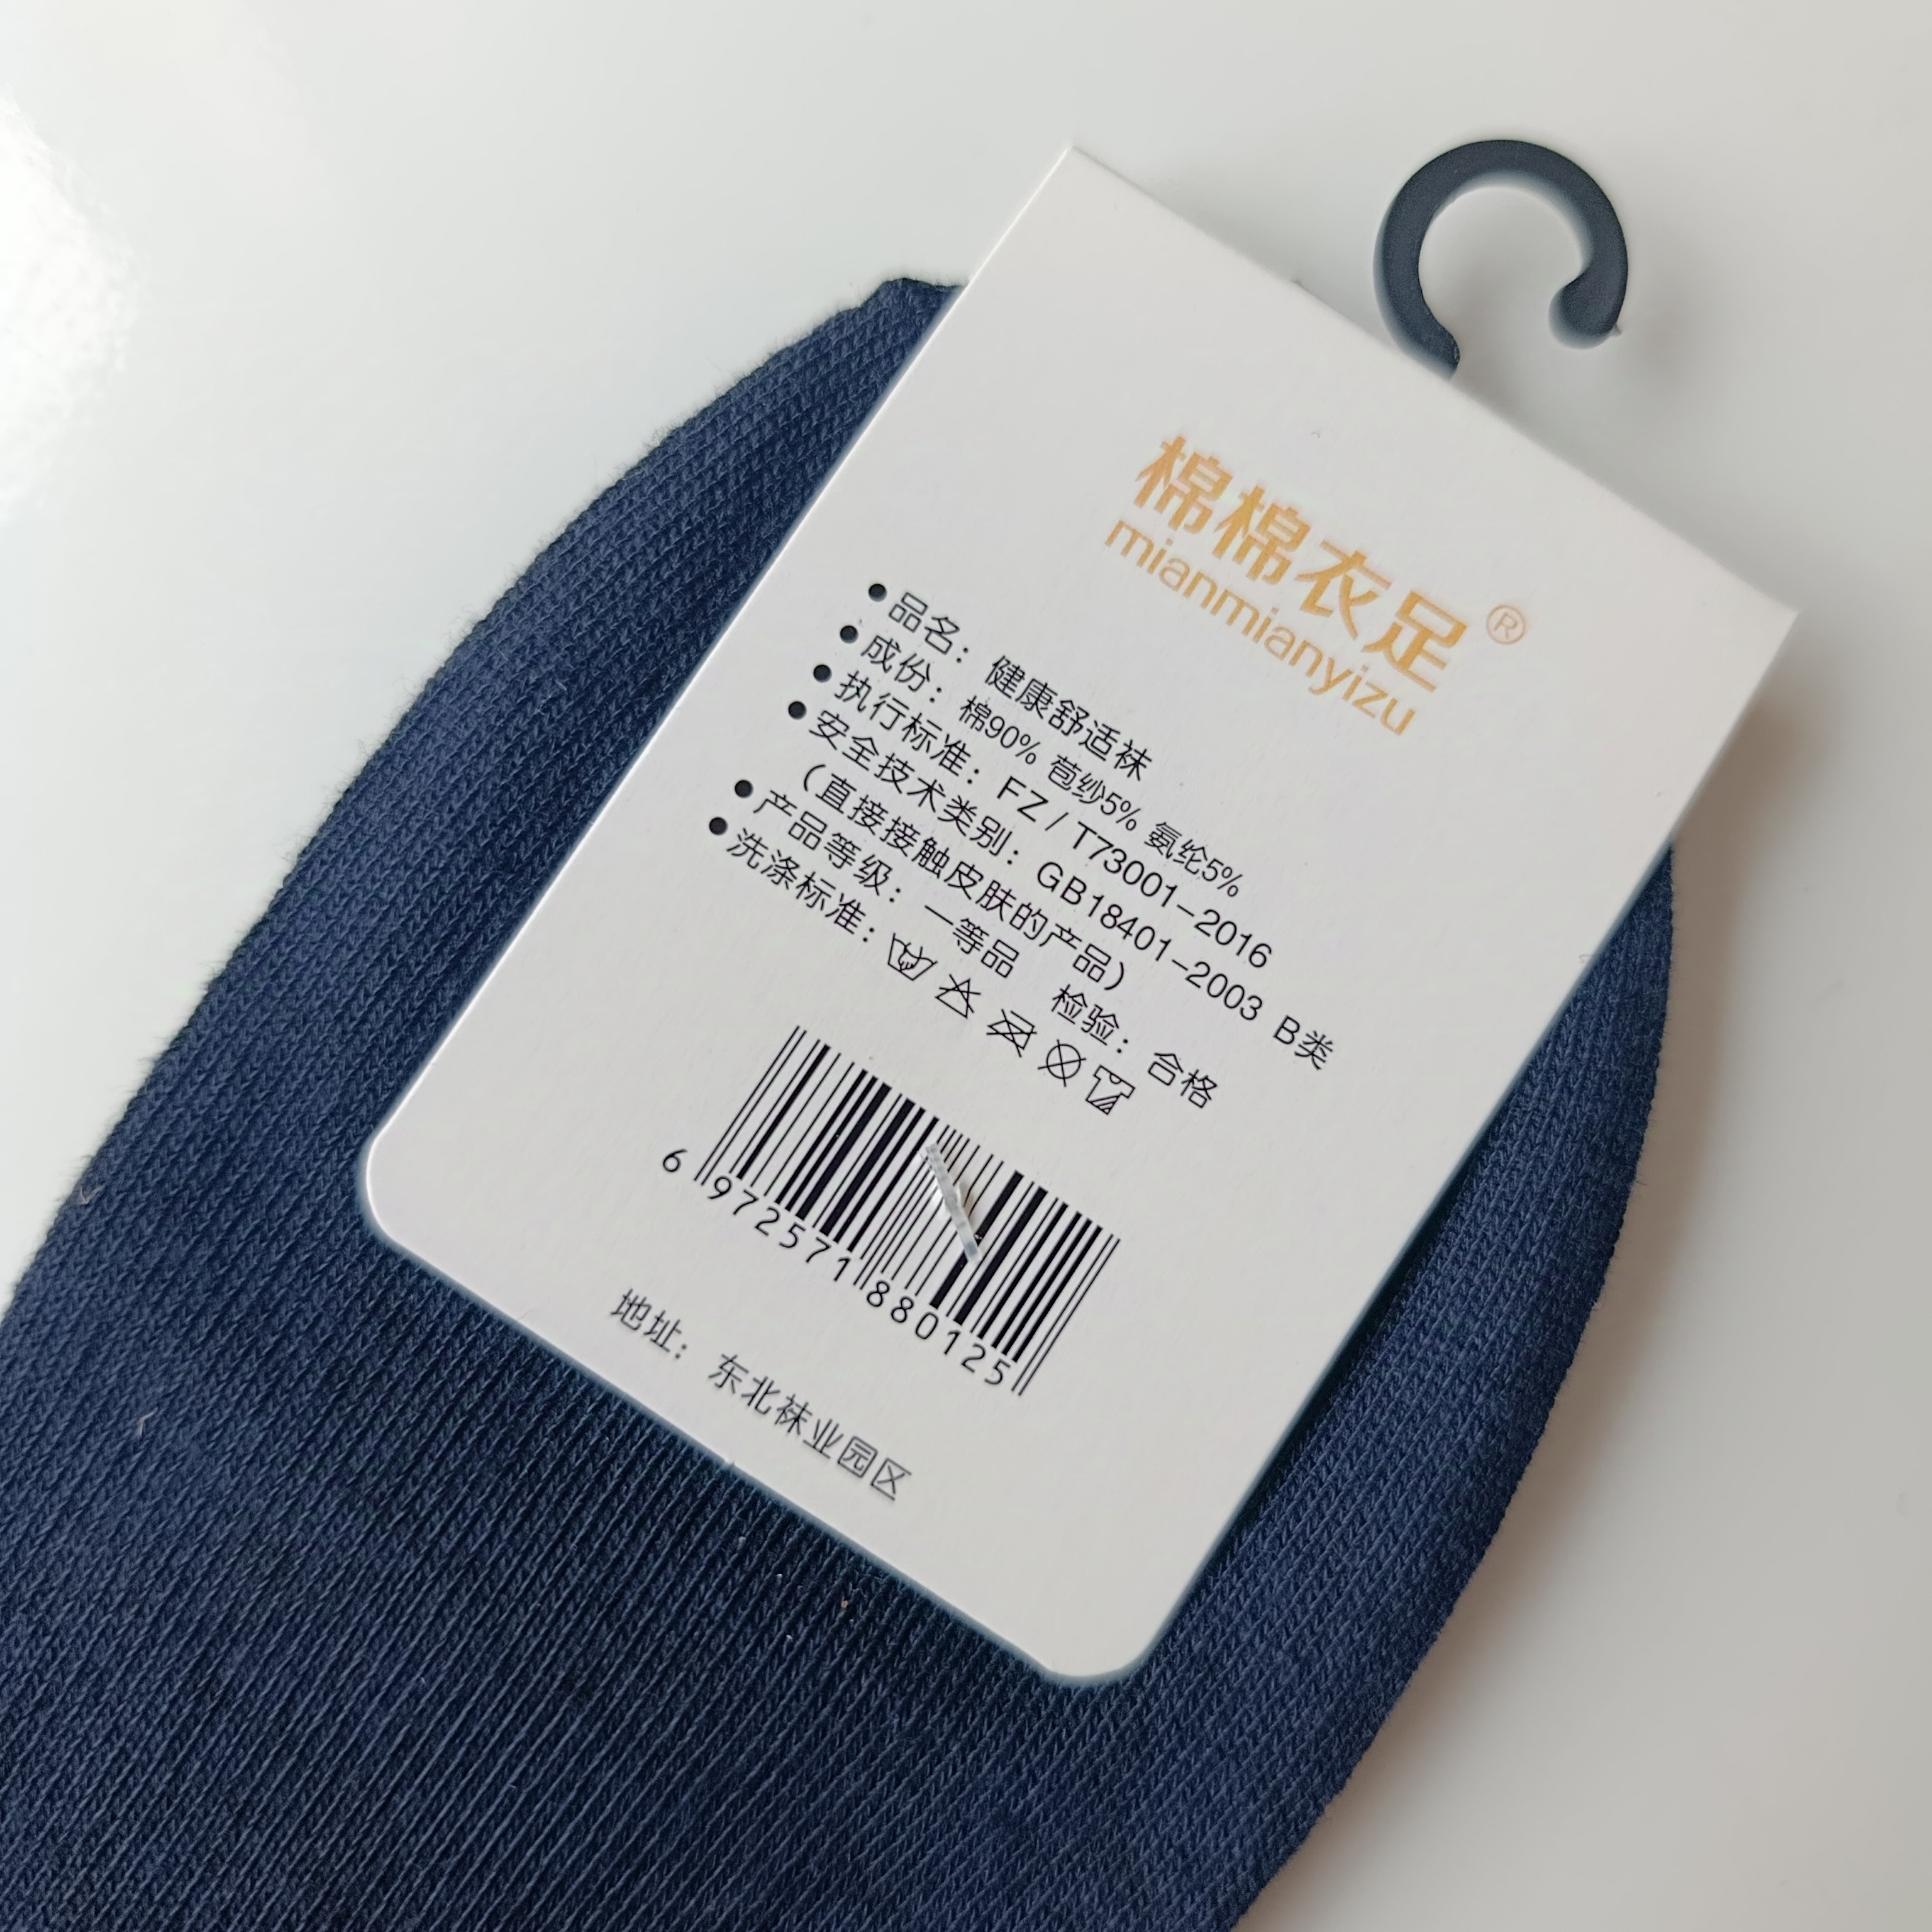 棉棉衣足®
mianmianyizu
●品名：健康舒适袜
●成份：棉90% 苞纱5% 氨纶5%
●执行标准：FZ/T73001-2016
●安全技术类别：GB18401-2003 B类
（直接接触皮肤的产品）
●产品等级：一等品 检验：合格
●洗涤标准：
6 972571 880125
地址：东北袜业园区